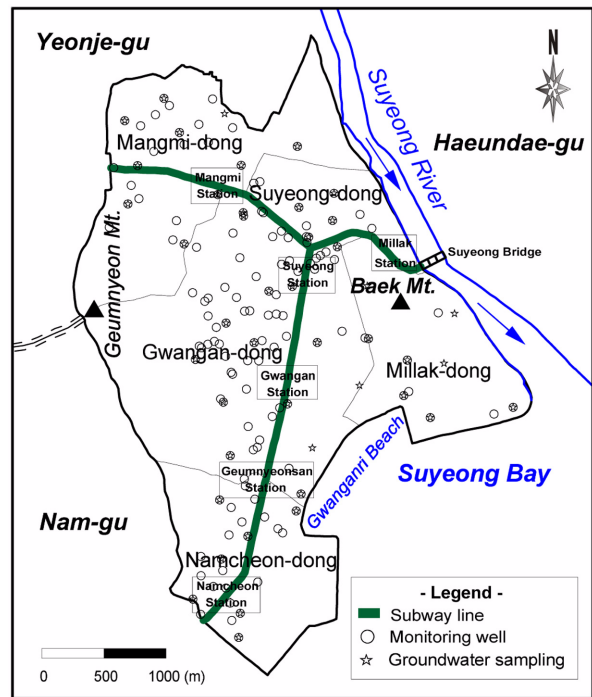 Yeonje-gu
N
Suyeong River
Haeundae-gu
Mangmi-dong
Mangmi
Station
Suyeong-dong
Millak
Station
Suyeong Bridge
Suyeong
Station
Baek Mt.
Geumnyeon Mt.
Gwangan-dong
Gwangan
Station
Millak-dong
Gwanganri Beach
Suyeong Bay
Geumnyeonsan
Station
Nam-gu
Namcheon-dong
Namcheon
Station
- Legend -
Subway line
Monitoring well
Groundwater sampling
0 500 1000 (m)